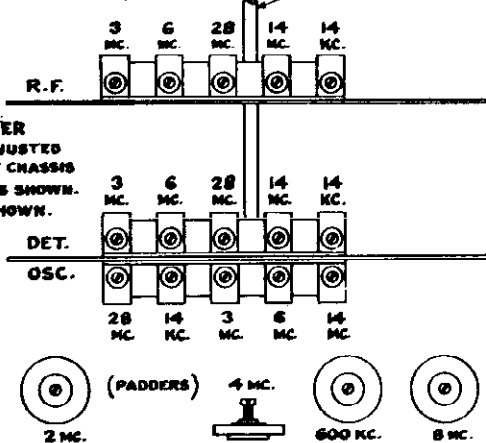 3 6 28 14 14
MC. MC. MC. MC. KC.
R.F.
ER
JUSTED
CHASSIS
S SHOWN.
HOWN.
3 6 28 14 14
MC. MC. MC. MC. KC.
DET.
OSC.
28 14 3 6 14
MC. KC. MC. MC. MC.
(PADDERS) 4 MC.
2 MC. 600 KC. 8 MC.